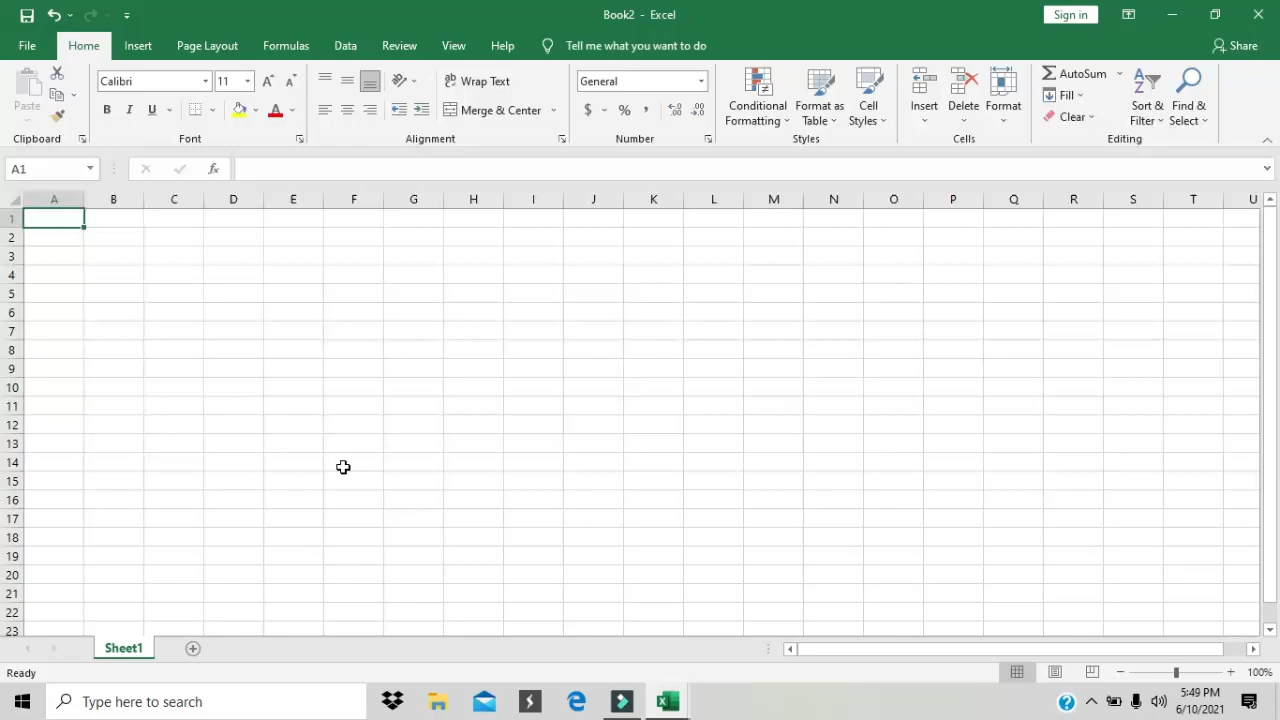 Book2 - Excel
Sign in
File Home Insert Page Layout Formulas Data Review View Help Tell me what you want to do Share
Paste
Clipboard
Calibri 11
B I U A
Font
Wrap Text
Merge & Center
Alignment
General
$ % ,
Number
Conditional Formatting
Format as Table
Cell Styles
Styles
Insert
Delete
Format
Cells
AutoSum
Fill
Clear
Sort & Filter
Find & Select
Editing
A1 fx
A B C D E F G H I J K L M N O P Q R S T U
1
2
3
4
5
6
7
8
9
10
11
12
13
14
15
16
17
18
19
20
21
22
23
Sheet1
Ready 100%
Type here to search
5:49 PM
6/10/2021